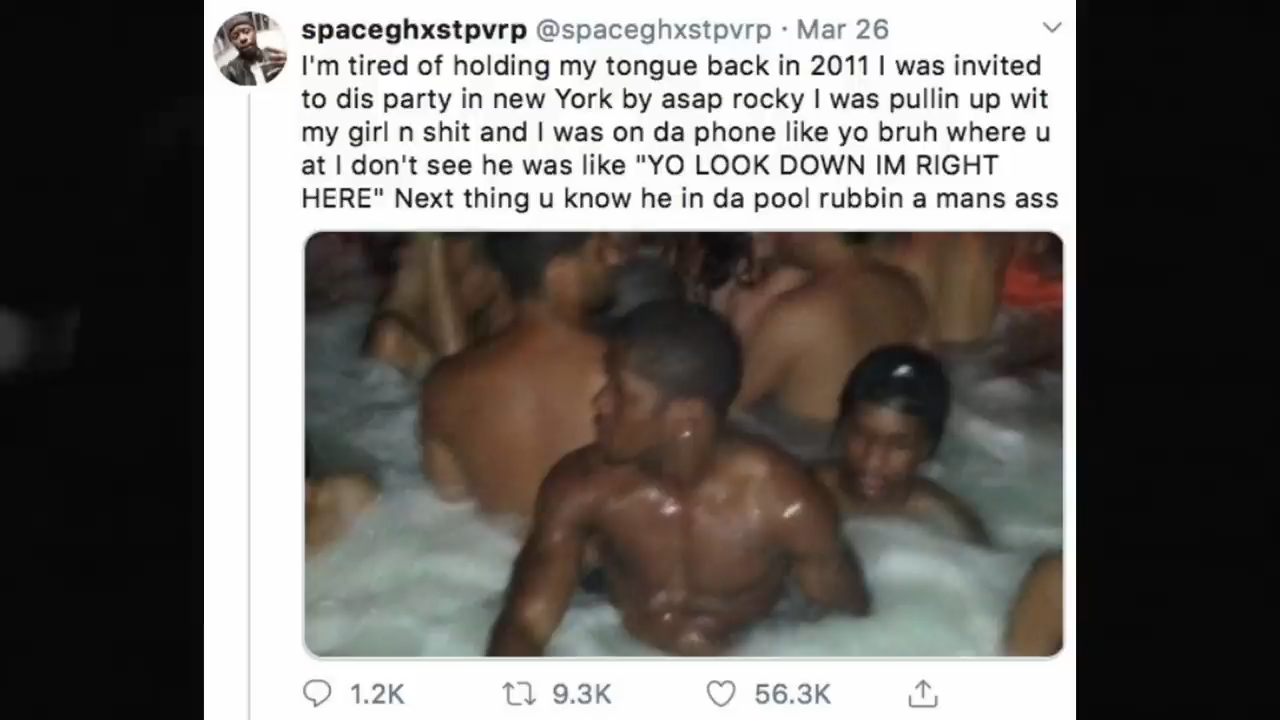 spaceghxstpvrp @spaceghxstpvrp · Mar 26
I'm tired of holding my tongue back in 2011 I was invited
to dis party in new York by asap rocky I was pullin up wit
my girl n shit and I was on da phone like yo bruh where u
at I don't see he was like "YO LOOK DOWN IM RIGHT
HERE" Next thing u know he in da pool rubbin a mans ass
1.2K 9.3K 56.3K